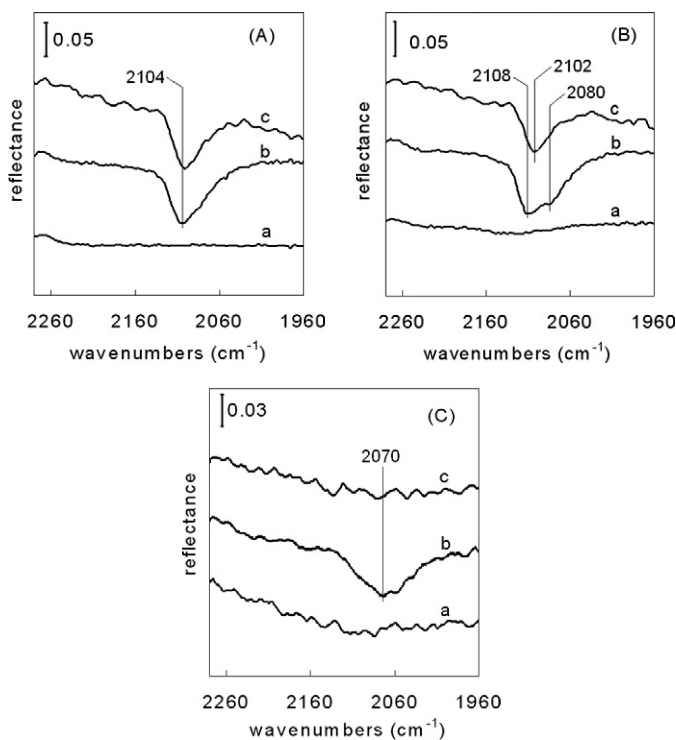 0.05
(A)
2104
c
b
a
reflectance
2260 2160 2060 1960
wavenumbers (cm⁻¹)
0.05
(B)
2108 2102
2080
c
b
a
reflectance
2260 2160 2060 1960
wavenumbers (cm⁻¹)
0.03
(C)
2070
c
b
a
reflectance
2260 2160 2060 1960
wavenumbers (cm⁻¹)